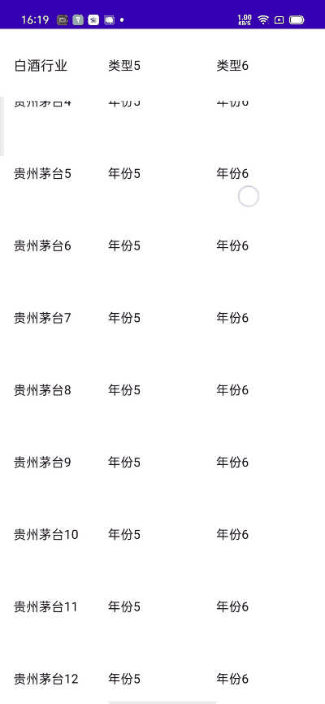 16:19 1.00 KB/S
白酒行业 类型5 类型6
贵州茅台4 年份5 年份6
贵州茅台5 年份5 年份6
贵州茅台6 年份5 年份6
贵州茅台7 年份5 年份6
贵州茅台8 年份5 年份6
贵州茅台9 年份5 年份6
贵州茅台10 年份5 年份6
贵州茅台11 年份5 年份6
贵州茅台12 年份5 年份6